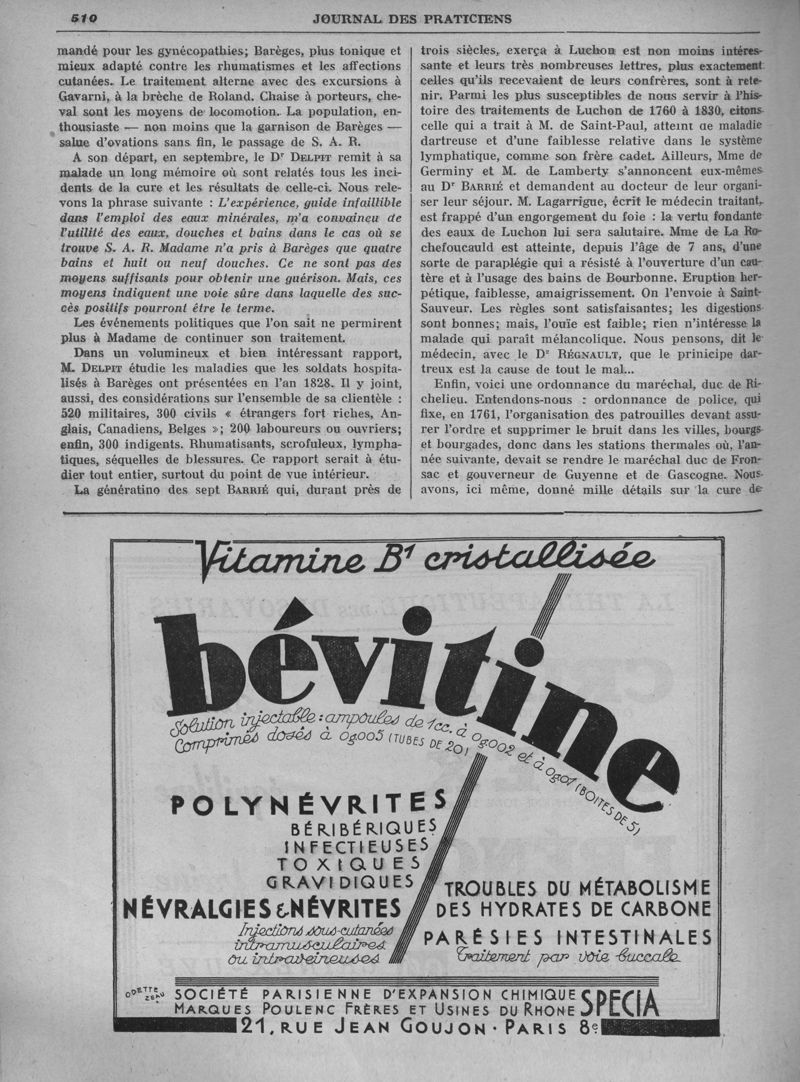 510
JOURNAL DES PRATICIENS
mandé pour les gynécopathies; Barèges, plus tonique et
mieux adapté contre les rhumatismes et les affections
cutanées. Le traitement alterne avec des excursions à
Gavarni, à la brèche de Roland. Chaise à porteurs, che-
val sont les moyens de locomotion. La population, en-
thousiaste — non moins que la garnison de Barèges —
salue d'ovations sans fin, le passage de S. A. R.
A son départ, en septembre, le Dr DELPIT remit à sa
malade un long mémoire où sont relatés tous les inci-
dents de la cure et les résultats de celle-ci. Nous rele-
vons la phrase suivante : L'expérience, guide infaillible
dans l'emploi des eaux minérales, m'a convaincu de
l'utilité des eaux, douches et bains dans le cas où se
trouve S. A. R. Madame n'a pris à Barèges que quatre
bains et huit ou neuf douches. Ce ne sont pas des
moyens suffisants pour obtenir une guérison. Mais, ces
moyens indiquent une voie sûre dans laquelle des suc-
cès positifs pourront être le terme.
Les événements politiques que l'on sait ne permirent
plus à Madame de continuer son traitement.
Dans un volumineux et bien intéressant rapport,
M. DELPIT étudie les maladies que les soldats hospita-
lisés à Barèges ont présentées en l'an 1828. Il y joint,
aussi, des considérations sur l'ensemble de sa clientèle :
520 militaires, 300 civils « étrangers fort riches, An-
glais, Canadiens, Belges »; 200 laboureurs ou ouvriers;
enfin, 300 indigents. Rhumatisants, scrofuleux, lympha-
tiques, séquelles de blessures. Ce rapport serait à étu-
dier tout entier, surtout du point de vue intérieur.
La génératino des sept BARRIÉ qui, durant près de
trois siècles, exerça à Luchon est non moins intéres-
sante et leurs très nombreuses lettres, plus exactement
celles qu'ils recevaient de leurs confrères, sont à rete-
nir. Parmi les plus susceptibles de nous servir à l'his-
toire des traitements de Luchon de 1760 à 1830, citons
celle qui a trait à M. de Saint-Paul, atteint de maladie
dartreuse et d'une faiblesse relative dans le système
lymphatique, comme son frère cadet. Ailleurs, Mme de
Germiny et M. de Lamberty s'annoncent eux-mêmes
au Dr BARRIÉ et demandent au docteur de leur organi-
ser leur séjour. M. Lagarrigue, écrit le médecin traitant,
est frappé d'un engorgement du foie : la vertu fondante
des eaux de Luchon lui sera salutaire. Mme de La Ro-
chefoucauld est atteinte, depuis l'âge de 7 ans, d'une
sorte de paraplégie qui a résisté à l'ouverture d'un cau-
tère et à l'usage des bains de Bourbonne. Eruption her-
pétique, faiblesse, amaigrissement. On l'envoie à Saint-
Sauveur. Les règles sont satisfaisantes; les digestions
sont bonnes; mais, l'ouïe est faible; rien n'intéresse la
malade qui paraît mélancolique. Nous pensons, dit le
médecin, avec le Dr RÉGNAULT, que le prinicipe dar-
treux est la cause de tout le mal...
Enfin, voici une ordonnance du maréchal, duc de Ri-
chelieu. Entendons-nous : ordonnance de police, qui
fixe, en 1761, l'organisation des patrouilles devant assu-
rer l'ordre et supprimer le bruit dans les villes, bourgs
et bourgades, donc dans les stations thermales où, l'an-
née suivante, devait se rendre le maréchal duc de Fron-
sac et gouverneur de Guyenne et de Gascogne. Nous
avons, ici même, donné mille détails sur la cure de
Vitamine B1 cristallisée
bévitine
Solution injectable : ampoules de 1cc. à 0g002 et à 0g01 (BOITES DE 5)
Comprimés dosés à 0g005 (TUBES DE 20)
POLYNÉVRITES
BÉRIBÉRIQUES
INFECTIEUSES
TOXIQUES
GRAVIDIQUES
NÉVRALGIES & NÉVRITES
Injections sous-cutanées
intramusculaires
ou intraveineuses
TROUBLES DU MÉTABOLISME
DES HYDRATES DE CARBONE
PARÉSIES INTESTINALES
Traitement par voie buccale
ODETTE
ZEAU
SOCIÉTÉ PARISIENNE D'EXPANSION CHIMIQUE
MARQUES POULENC FRÈRES ET USINES DU RHONE
SPECIA
21, RUE JEAN GOUJON · PARIS 8e